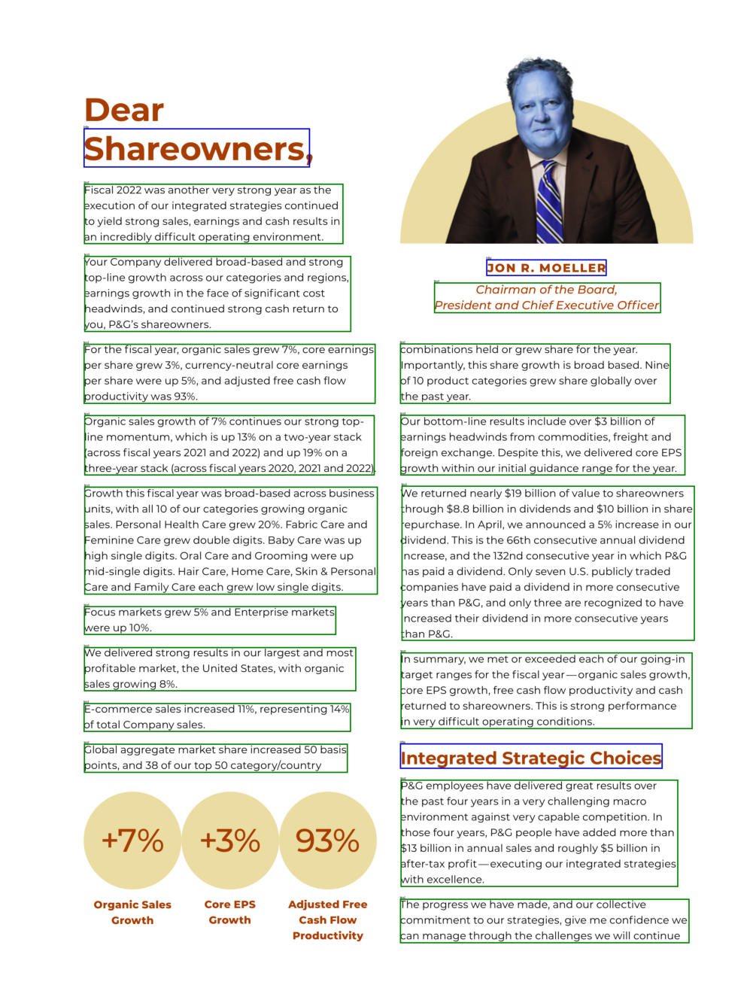 Dear
Shareowners,
Fiscal 2022 was another very strong year as the
execution of our integrated strategies continued
to yield strong sales, earnings and cash results in
an incredibly difficult operating environment.
Your Company delivered broad-based and strong
top-line growth across our categories and regions,
earnings growth in the face of significant cost
headwinds, and continued strong cash return to
you, P&G’s shareowners.
For the fiscal year, organic sales grew 7%, core earnings
per share grew 3%, currency-neutral core earnings
per share were up 5%, and adjusted free cash flow
productivity was 93%.
Organic sales growth of 7% continues our strong top-
line momentum, which is up 13% on a two-year stack
(across fiscal years 2021 and 2022) and up 19% on a
three-year stack (across fiscal years 2020, 2021 and 2022).
Growth this fiscal year was broad-based across business
units, with all 10 of our categories growing organic
sales. Personal Health Care grew 20%. Fabric Care and
Feminine Care grew double digits. Baby Care was up
high single digits. Oral Care and Grooming were up
mid-single digits. Hair Care, Home Care, Skin & Personal
Care and Family Care each grew low single digits.
Focus markets grew 5% and Enterprise markets
were up 10%.
We delivered strong results in our largest and most
profitable market, the United States, with organic
sales growing 8%.
E-commerce sales increased 11%, representing 14%
of total Company sales.
Global aggregate market share increased 50 basis
points, and 38 of our top 50 category/country
+7%
Organic Sales
Growth
+3%
Core EPS
Growth
93%
Adjusted Free
Cash Flow
Productivity
JON R. MOELLER
Chairman of the Board,
President and Chief Executive Officer
combinations held or grew share for the year.
Importantly, this share growth is broad based. Nine
of 10 product categories grew share globally over
the past year.
Our bottom-line results include over $3 billion of
earnings headwinds from commodities, freight and
foreign exchange. Despite this, we delivered core EPS
growth within our initial guidance range for the year.
We returned nearly $19 billion of value to shareowners
through $8.8 billion in dividends and $10 billion in share
repurchase. In April, we announced a 5% increase in our
dividend. This is the 66th consecutive annual dividend
increase, and the 132nd consecutive year in which P&G
has paid a dividend. Only seven U.S. publicly traded
companies have paid a dividend in more consecutive
years than P&G, and only three are recognized to have
increased their dividend in more consecutive years
than P&G.
In summary, we met or exceeded each of our going-in
target ranges for the fiscal year—organic sales growth,
core EPS growth, free cash flow productivity and cash
returned to shareowners. This is strong performance
in very difficult operating conditions.
Integrated Strategic Choices
P&G employees have delivered great results over
the past four years in a very challenging macro
environment against very capable competition. In
those four years, P&G people have added more than
$13 billion in annual sales and roughly $5 billion in
after-tax profit—executing our integrated strategies
with excellence.
The progress we have made, and our collective
commitment to our strategies, give me confidence we
can manage through the challenges we will continue